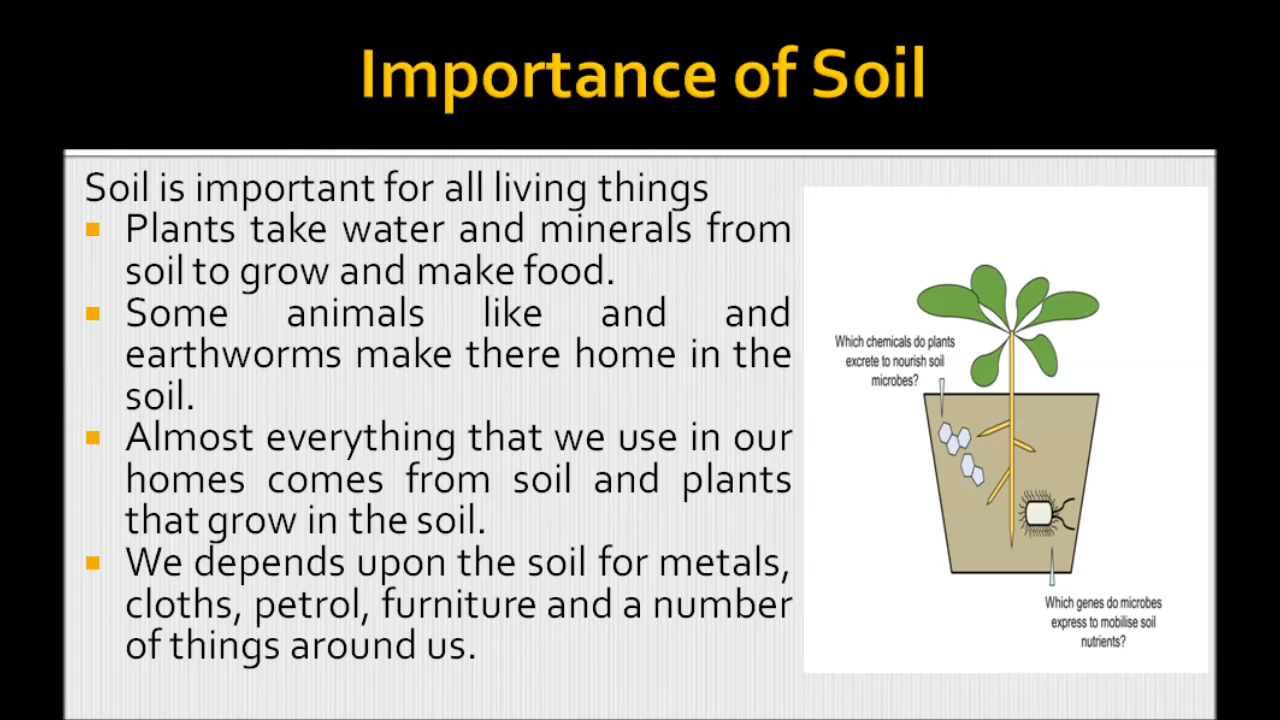 Importance of Soil
Soil is important for all living things
Plants take water and minerals from
soil to grow and make food.
Some animals like and and
earthworms make there home in the
soil.
Almost everything that we use in our
homes comes from soil and plants
that grow in the soil.
We depends upon the soil for metals,
cloths, petrol, furniture and a number
of things around us.
Which chemicals do plants
excrete to nourish soil
microbes?
Which genes do microbes
express to mobilise soil
nutrients?